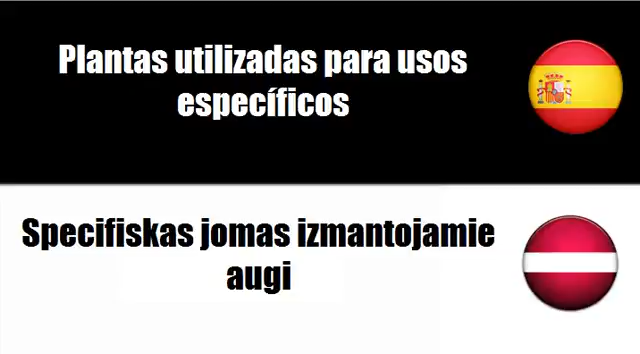 Plantas utilizadas para usos
específicos
Specifiskas jomas izmantojamie
augi